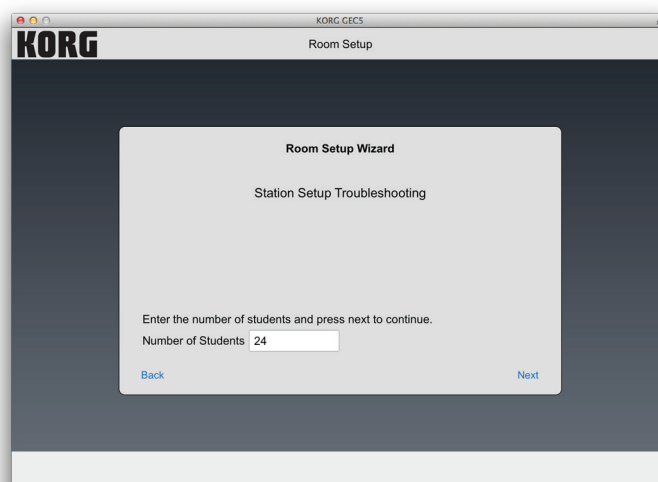 KORG GEC5
KORG
Room Setup
Room Setup Wizard
Station Setup Troubleshooting
Enter the number of students and press next to continue.
Number of Students 24
Back Next